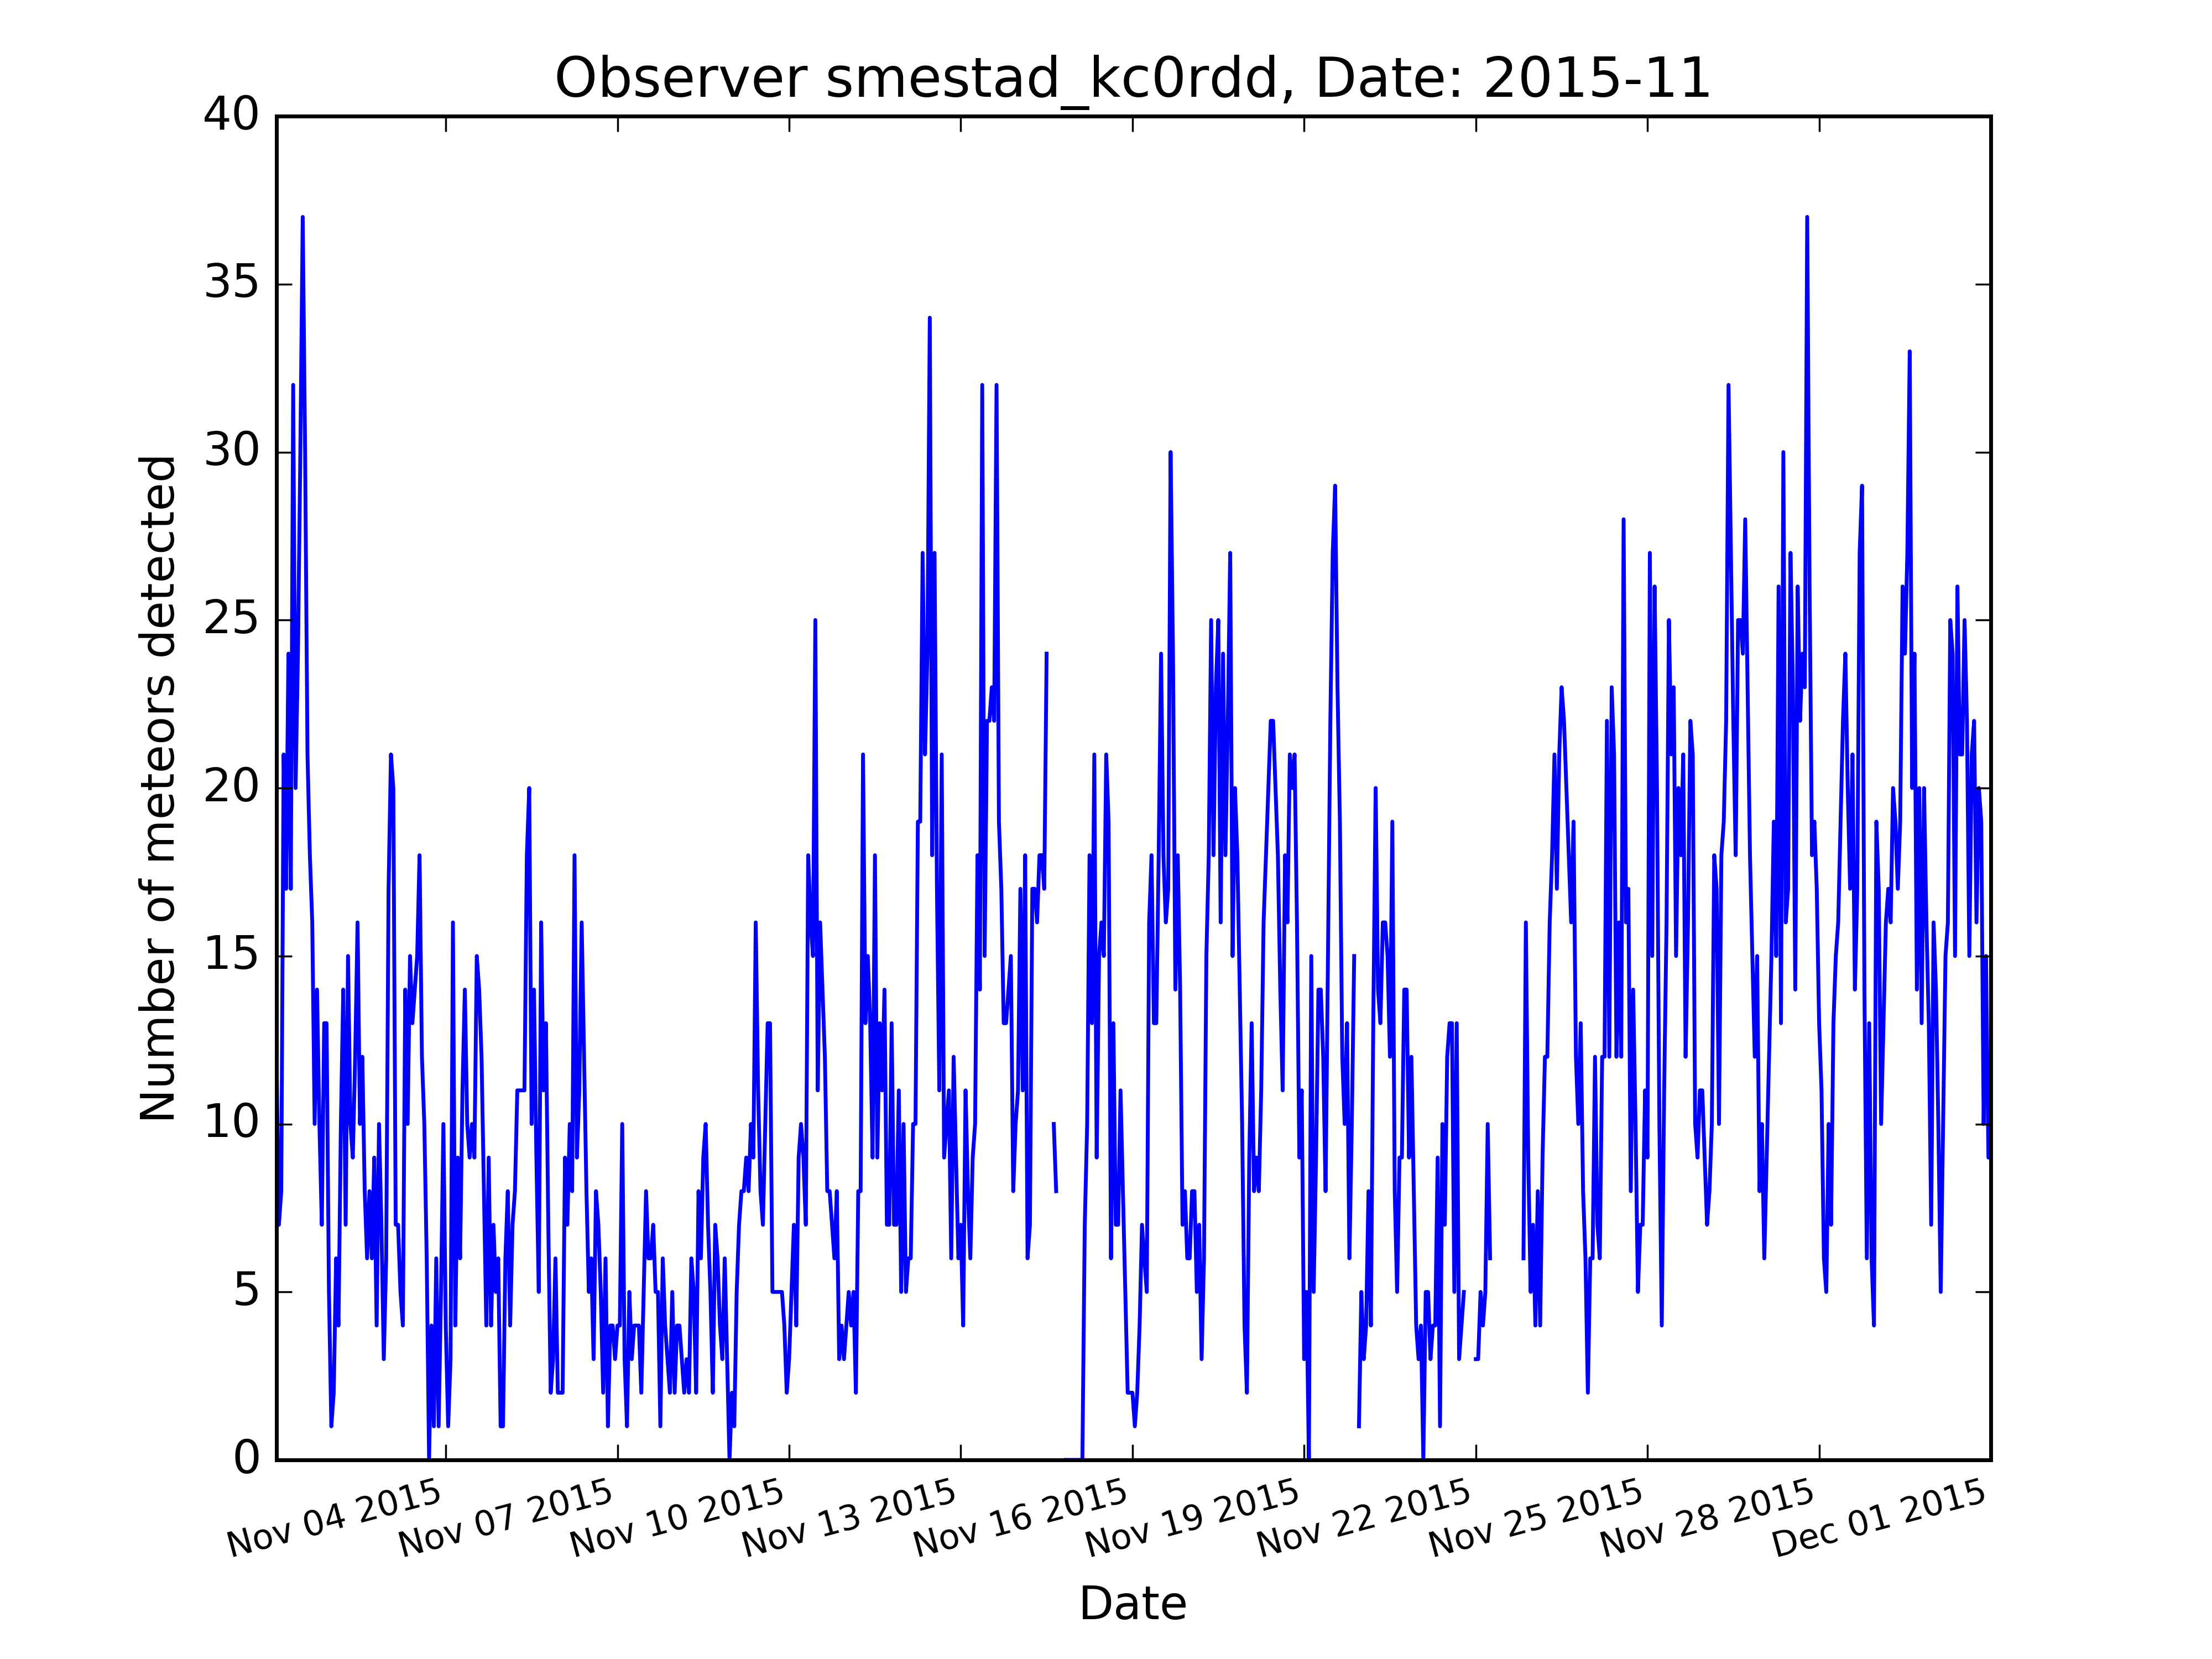 Observer smestad_kc0rdd, Date: 2015-11
40
35
30
25
20
15
10
5
0
Number of meteors detected
Nov 04 2015
Nov 07 2015
Nov 10 2015
Nov 13 2015
Nov 16 2015
Nov 19 2015
Nov 22 2015
Nov 25 2015
Nov 28 2015
Dec 01 2015
Date